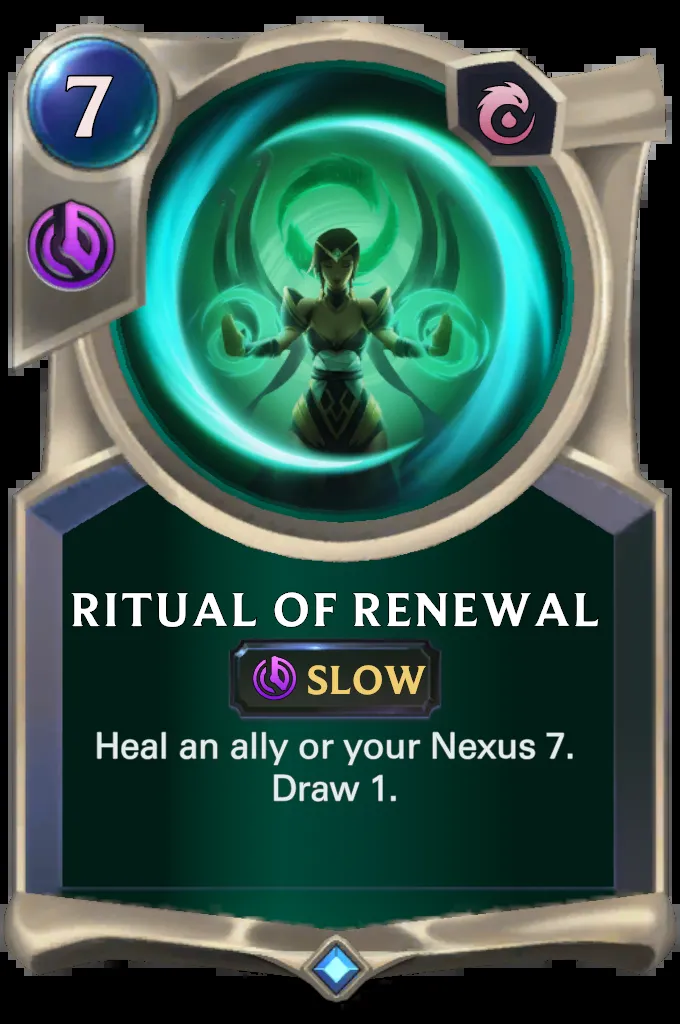 7
RITUAL OF RENEWAL
SLOW
Heal an ally or your Nexus 7.
Draw 1.